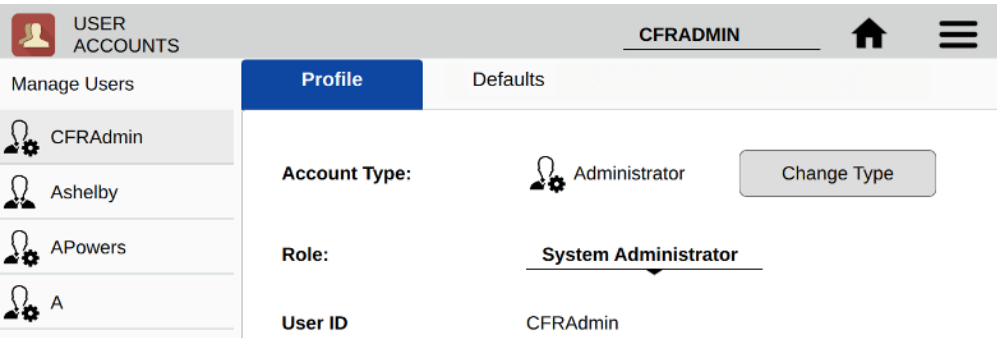 USER
ACCOUNTS
CFRADMIN
Manage Users
Profile
Defaults
CFRAdmin
Ashelby
APowers
A
Account Type:
Administrator
Change Type
Role:
System Administrator
User ID
CFRAdmin